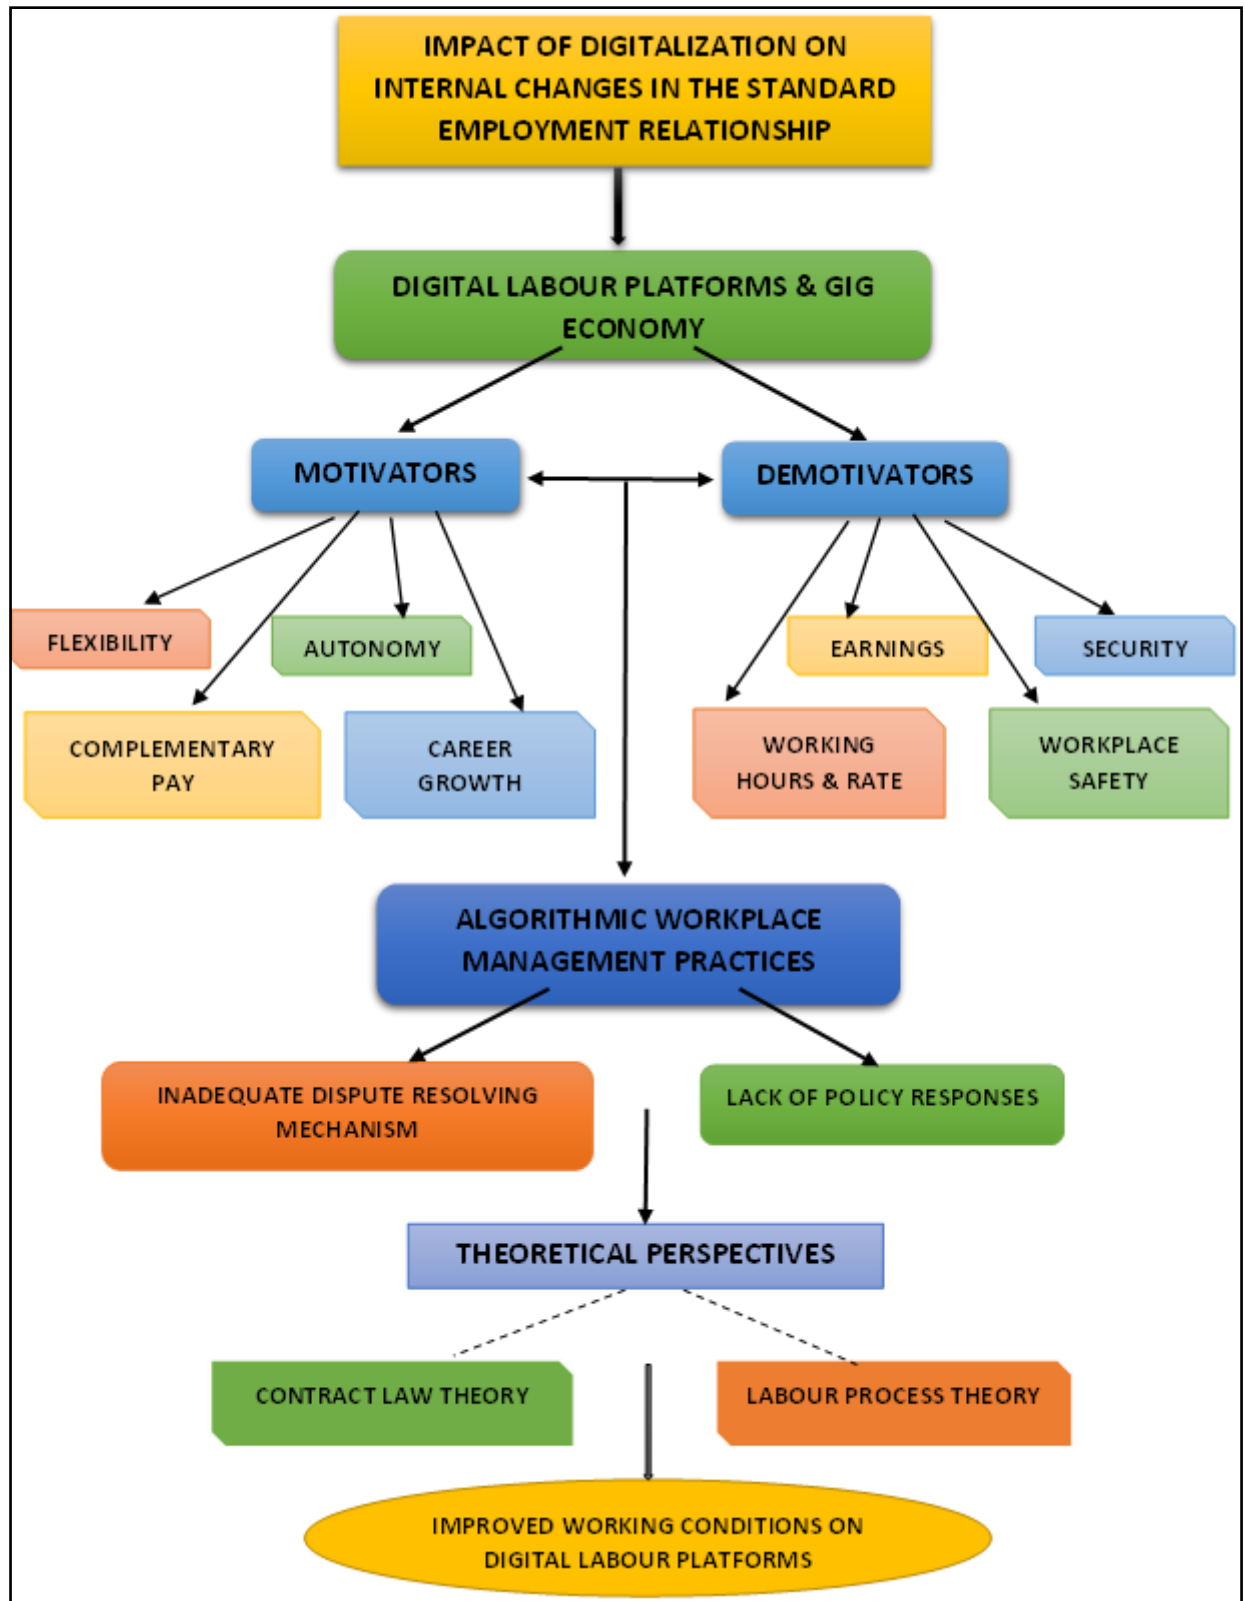 IMPACT OF DIGITALIZATION ON
INTERNAL CHANGES IN THE STANDARD
EMPLOYMENT RELATIONSHIP
DIGITAL LABOUR PLATFORMS & GIG
ECONOMY
MOTIVATORS
DEMOTIVATORS
FLEXIBILITY
AUTONOMY
EARNINGS
SECURITY
COMPLEMENTARY
PAY
CAREER
GROWTH
WORKING
HOURS & RATE
WORKPLACE
SAFETY
ALGORITHMIC WORKPLACE
MANAGEMENT PRACTICES
INADEQUATE DISPUTE RESOLVING
MECHANISM
LACK OF POLICY RESPONSES
THEORETICAL PERSPECTIVES
CONTRACT LAW THEORY
LABOUR PROCESS THEORY
IMPROVED WORKING CONDITIONS ON
DIGITAL LABOUR PLATFORMS